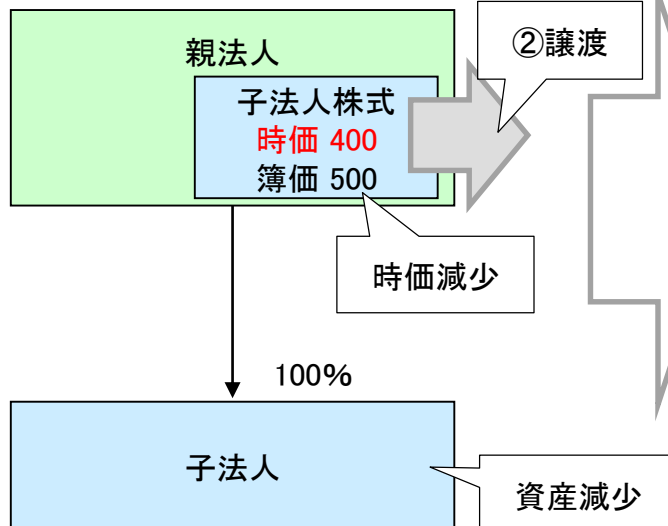 ②譲渡
親法人
子法人株式
時価 400
簿価 500
時価減少
100%
子法人
資産減少